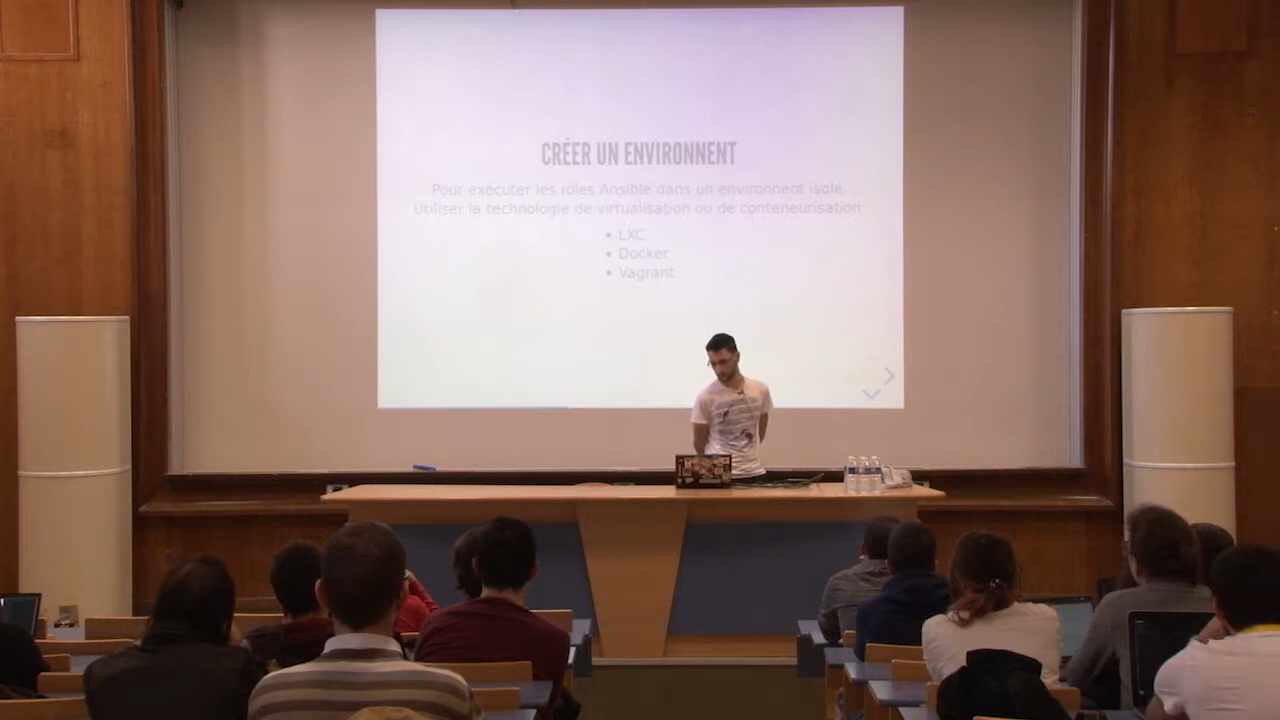 CRÉER UN ENVIRONNENT
Pour exécuter les rôles Ansible dans un environnent isolé.
Utiliser la technologie de virtualisation ou de conteneurisation
• LXC
• Docker
• Vagrant